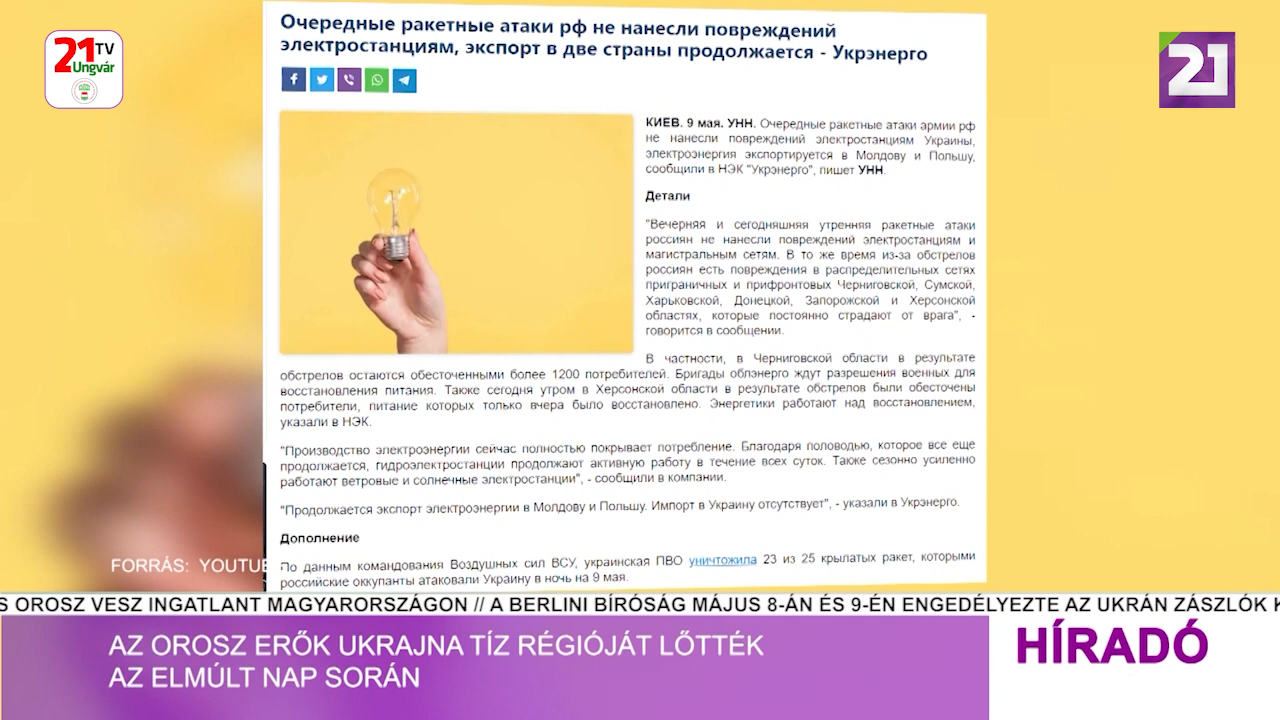 21 TV
Ungvár
21
Очередные ракетные атаки рф не нанесли повреждений
электростанциям, экспорт в две страны продолжается - Укрэнерго
КИЕВ. 9 мая. УНН. Очередные ракетные атаки армии рф
не нанесли повреждений электростанциям Украины,
электроэнергия экспортируется в Молдову и Польшу,
сообщили в НЭК "Укрэнерго", пишет УНН.
Детали
"Вечерняя и сегодняшняя утренняя ракетные атаки
россиян не нанесли повреждений электростанциям и
магистральным сетям. В то же время из-за обстрелов
россиян есть повреждения в распределительных сетях
приграничных и прифронтовых Черниговской, Сумской,
Харьковской, Донецкой, Запорожской и Херсонской
областях, которые постоянно страдают от врага", -
говорится в сообщении.
В частности, в Черниговской области в результате
обстрелов остаются обесточенными более 1200 потребителей. Бригады облэнерго ждут разрешения военных для
восстановления питания. Также сегодня утром в Херсонской области в результате обстрелов были обесточены
потребители, питание которых только вчера было восстановлено. Энергетики работают над восстановлением,
указали в НЭК.
"Производство электроэнергии сейчас полностью покрывает потребление. Благодаря половодью, которое все еще
продолжается, гидроэлектростанции продолжают активную работу в течение всех суток. Также сезонно усиленно
работают ветровые и солнечные электростанции", - сообщили в компании.
"Продолжается экспорт электроэнергии в Молдову и Польшу. Импорт в Украину отсутствует", - указали в Укрэнерго.
Дополнение
По данным командования Воздушных сил ВСУ, украинская ПВО уничтожила 23 из 25 крылатых ракет, которыми
российские оккупанты атаковали Украину в ночь на 9 мая.
FORRÁS: YOUTUBE
S OROSZ VESZ INGATLANT MAGYARORSZÁGON // A BERLINI BÍRÓSÁG MÁJUS 8-ÁN ÉS 9-ÉN ENGEDÉLYEZTE AZ UKRÁN ZÁSZLÓK K
AZ OROSZ ERŐK UKRAJNA TÍZ RÉGIÓJÁT LŐTTÉK
AZ ELMÚLT NAP SORÁN
HÍRADÓ